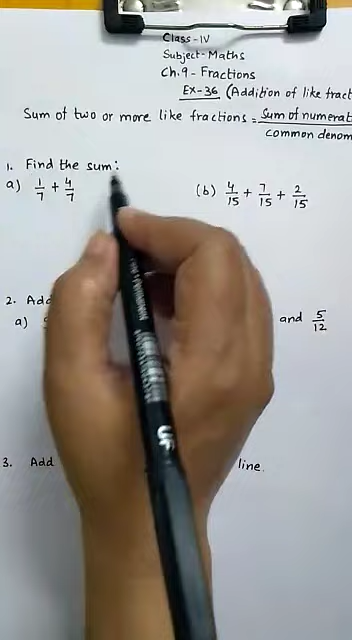 Class-IV
Subject-Maths
Ch.9-Fractions
Ex-36 (Addition of like fract
Sum of two or more like fractions = Sum of numerat
common denom
1. Find the sum:
a) 1/7 + 4/7 (b) 4/15 + 7/15 + 2/15
2. Add
a) and 5/12
3. Add line.